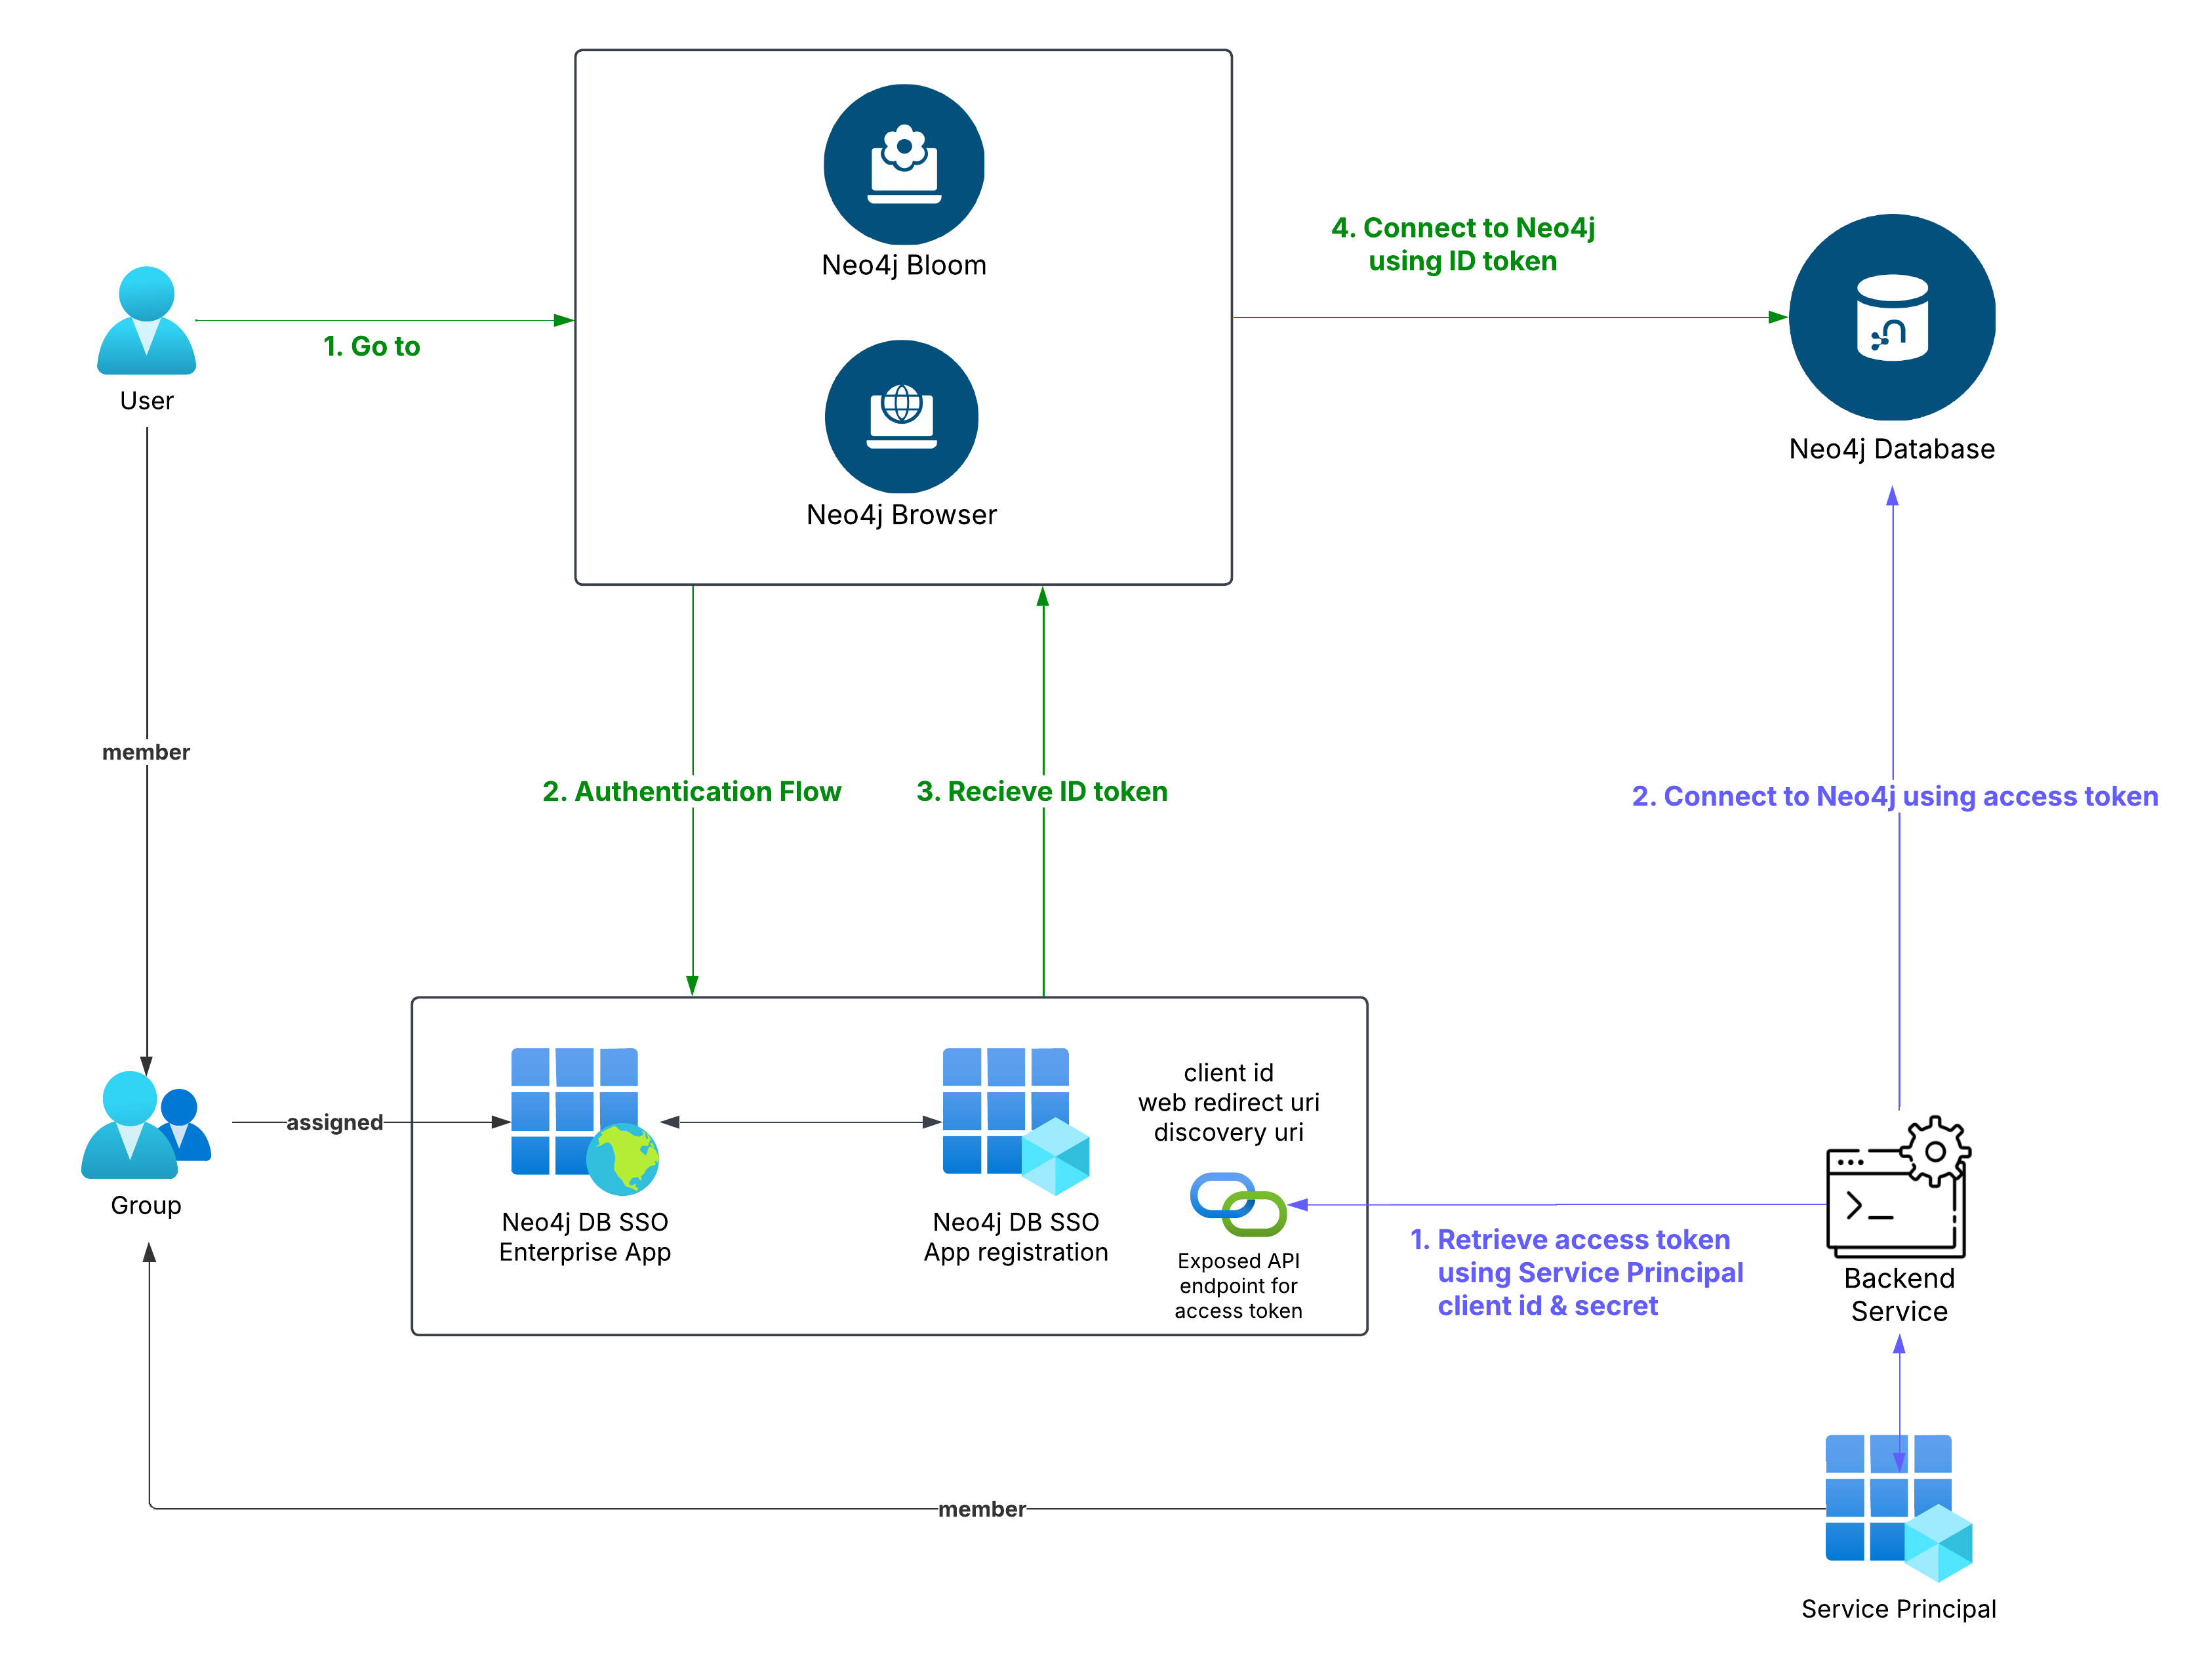 Neo4j Bloom
4. Connect to Neo4j
using ID token
1. Go to
User
Neo4j Database
Neo4j Browser
member
2. Authentication Flow
3. Recieve ID token
2. Connect to Neo4j using access token
client id
web redirect uri
discovery uri
assigned
Group
Neo4j DB SSO
Enterprise App
Neo4j DB SSO
App registration
Exposed API
endpoint for
access token
1. Retrieve access token
using Service Principal
client id & secret
Backend
Service
member
Service Principal